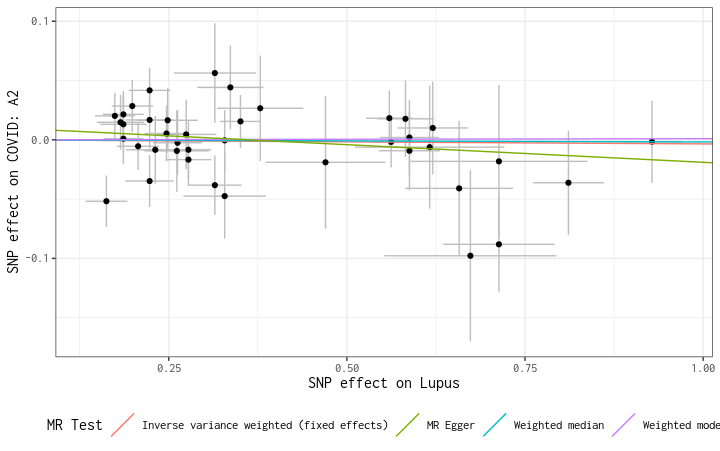 0.1
0.0
-0.1
SNP effect on COVID: A2
0.25 0.50 0.75 1.00
SNP effect on Lupus
MR Test Inverse variance weighted (fixed effects) MR Egger Weighted median Weighted mode